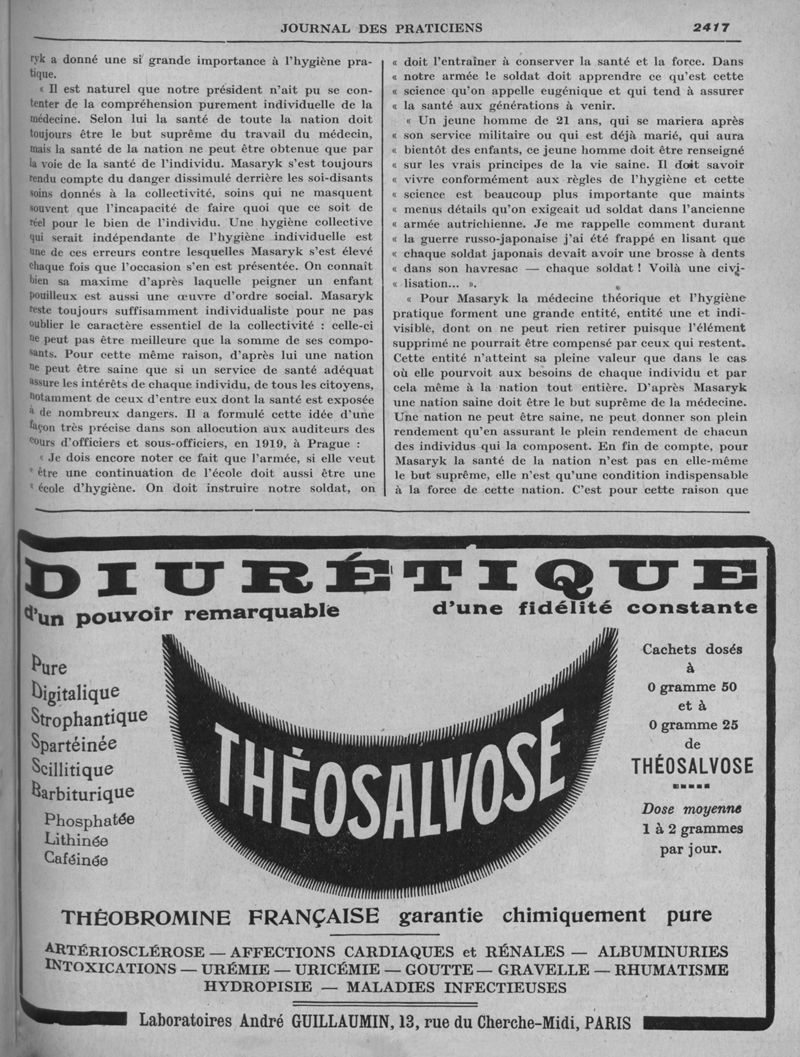 JOURNAL DES PRATICIENS
2417
ryk a donné une si grande importance à l'hygiène pra-
tique.
« Il est naturel que notre président n'ait pu se con-
tenter de la compréhension purement individuelle de la
médecine. Selon lui la santé de toute la nation doit
toujours être le but suprême du travail du médecin,
mais la santé de la nation ne peut être obtenue que par
la voie de la santé de l'individu. Masaryk s'est toujours
rendu compte du danger dissimulé derrière les soi-disants
soins donnés à la collectivité, soins qui ne masquent
souvent que l'incapacité de faire quoi que ce soit de
réel pour le bien de l'individu. Une hygiène collective
qui serait indépendante de l'hygiène individuelle est
une de ces erreurs contre lesquelles Masaryk s'est élevé
chaque fois que l'occasion s'en est présentée. On connaît
bien sa maxime d'après laquelle peigner un enfant
pouilleux est aussi une œuvre d'ordre social. Masaryk
reste toujours suffisamment individualiste pour ne pas
oublier le caractère essentiel de la collectivité : celle-ci
ne peut pas être meilleure que la somme de ses compo-
sants. Pour cette même raison, d'après lui une nation
ne peut être saine que si un service de santé adéquat
assure les intérêts de chaque individu, de tous les citoyens,
notamment de ceux d'entre eux dont la santé est exposée
à de nombreux dangers. Il a formulé cette idée d'une
façon très précise dans son allocution aux auditeurs des
cours d'officiers et sous-officiers, en 1919, à Prague :
« Je dois encore noter ce fait que l'armée, si elle veut
« être une continuation de l'école doit aussi être une
« école d'hygiène. On doit instruire notre soldat, on
« doit l'entraîner à conserver la santé et la force. Dans
« notre armée le soldat doit apprendre ce qu'est cette
« science qu'on appelle eugénique et qui tend à assurer
« la santé aux générations à venir.
« Un jeune homme de 21 ans, qui se mariera après
« son service militaire ou qui est déjà marié, qui aura
« bientôt des enfants, ce jeune homme doit être renseigné
« sur les vrais principes de la vie saine. Il doit savoir
« vivre conformément aux règles de l'hygiène et cette
« science est beaucoup plus importante que maints
« menus détails qu'on exigeait ud soldat dans l'ancienne
« armée autrichienne. Je me rappelle comment durant
« la guerre russo-japonaise j'ai été frappé en lisant que
« chaque soldat japonais devait avoir une brosse à dents
« dans son havresac — chaque soldat ! Voilà une civi-
« lisation... ».
« Pour Masaryk la médecine théorique et l'hygiène
pratique forment une grande entité, entité une et indi-
visible, dont on ne peut rien retirer puisque l'élément
supprimé ne pourrait être compensé par ceux qui restent.
Cette entité n'atteint sa pleine valeur que dans le cas
où elle pourvoit aux besoins de chaque individu et par
cela même à la nation tout entière. D'après Masaryk
une nation saine doit être le but suprême de la médecine.
Une nation ne peut être saine, ne peut donner son plein
rendement qu'en assurant le plein rendement de chacun
des individus qui la composent. En fin de compte, pour
Masaryk la santé de la nation n'est pas en elle-même
le but suprême, elle n'est qu'une condition indispensable
à la force de cette nation. C'est pour cette raison que
DIURÉTIQUE
d'un pouvoir remarquable
d'une fidélité constante
Pure
Digitalique
Strophantique
Spartéinée
Scillitique
Barbiturique
Phosphatée
Lithinée
Caféinée
THÉOSALVOSE
Cachets dosés
à
0 gramme 50
et à
0 gramme 25
de
THÉOSALVOSE
Dose moyenne
1 à 2 grammes
par jour.
THÉOBROMINE FRANÇAISE garantie chimiquement pure
ARTÉRIOSCLÉROSE — AFFECTIONS CARDIAQUES et RÉNALES — ALBUMINURIES
INTOXICATIONS — URÉMIE — URICÉMIE — GOUTTE — GRAVELLE — RHUMATISME
HYDROPISIE — MALADIES INFECTIEUSES
Laboratoires André GUILLAUMIN, 13, rue du Cherche-Midi, PARIS